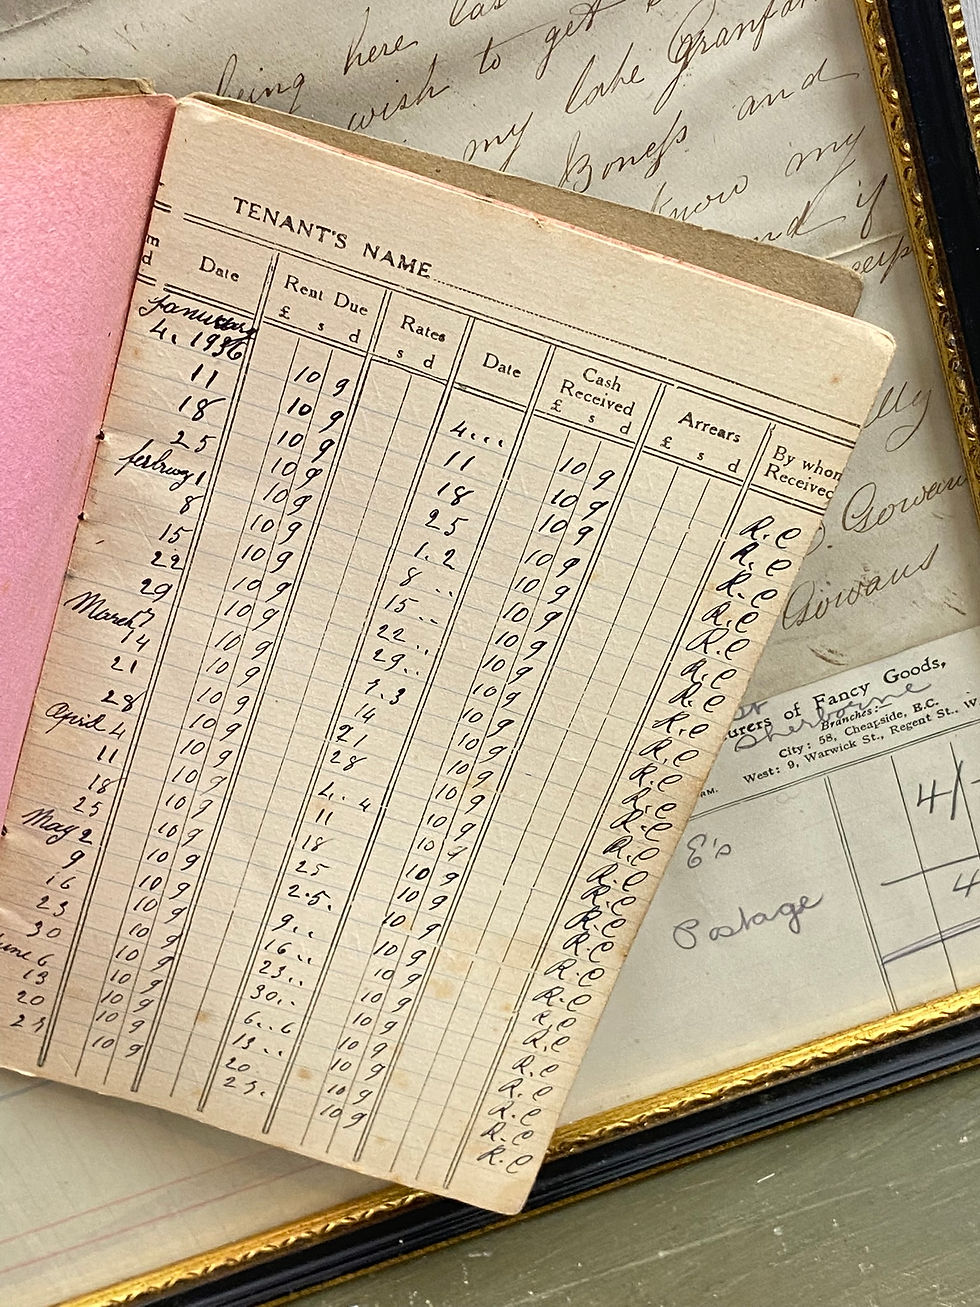 being here
wish to get
my late Granfa
Boness and
know my
nd if
TENANT'S NAME
m
d
Date Rent Due Rates Date Cash Received Arrears By whom Received
£ s d s d £ s d £ s d
January
4. 1936 10 9 4... 10 9 R.C
11 10 9 11 10 9 R.C
18 10 9 18 10 9 R.C
25 10 9 25 10 9 R.C
February 1 10 9 1.2 10 9 R.C
8 10 9 8 .. 10 9 R.C
15 10 9 15 .. 10 9 R.C
22 10 9 22 .. 10 9 R.C
29 10 9 29 .. 10 9 R.C
March 7 10 9 7.3 10 9 R.C
14 10 9 14 10 9 R.C
21 10 9 21 10 9 R.C
28 10 9 28 10 9 R.C
April 4 10 9 4. 4 10 9 R.C
11 10 9 11 10 9 R.C
18 10 9 18 10 9 R.C
25 10 9 25 10 9 R.C
May 2 10 9 2.5. 10 9 R.C
9 10 9 9.. 10 9 R.C
16 10 9 16 .. 10 9 R.C
23 10 9 23.. 10 9 R.C
30 10 9 30.. 10 9 R.C
une 6 10 9 6..6 10 9 R.C
13 10 9 13 .. 10 9 R.C
20 10 9 20 10 9 R.C
Gowans
Gowans
urers of Fancy Goods,
Sherborne
Branches:-
City: 58, Cheapside, B.C.
West: 9, Warwick St., Regent St., W
RM.
4/
E's
4
Postage